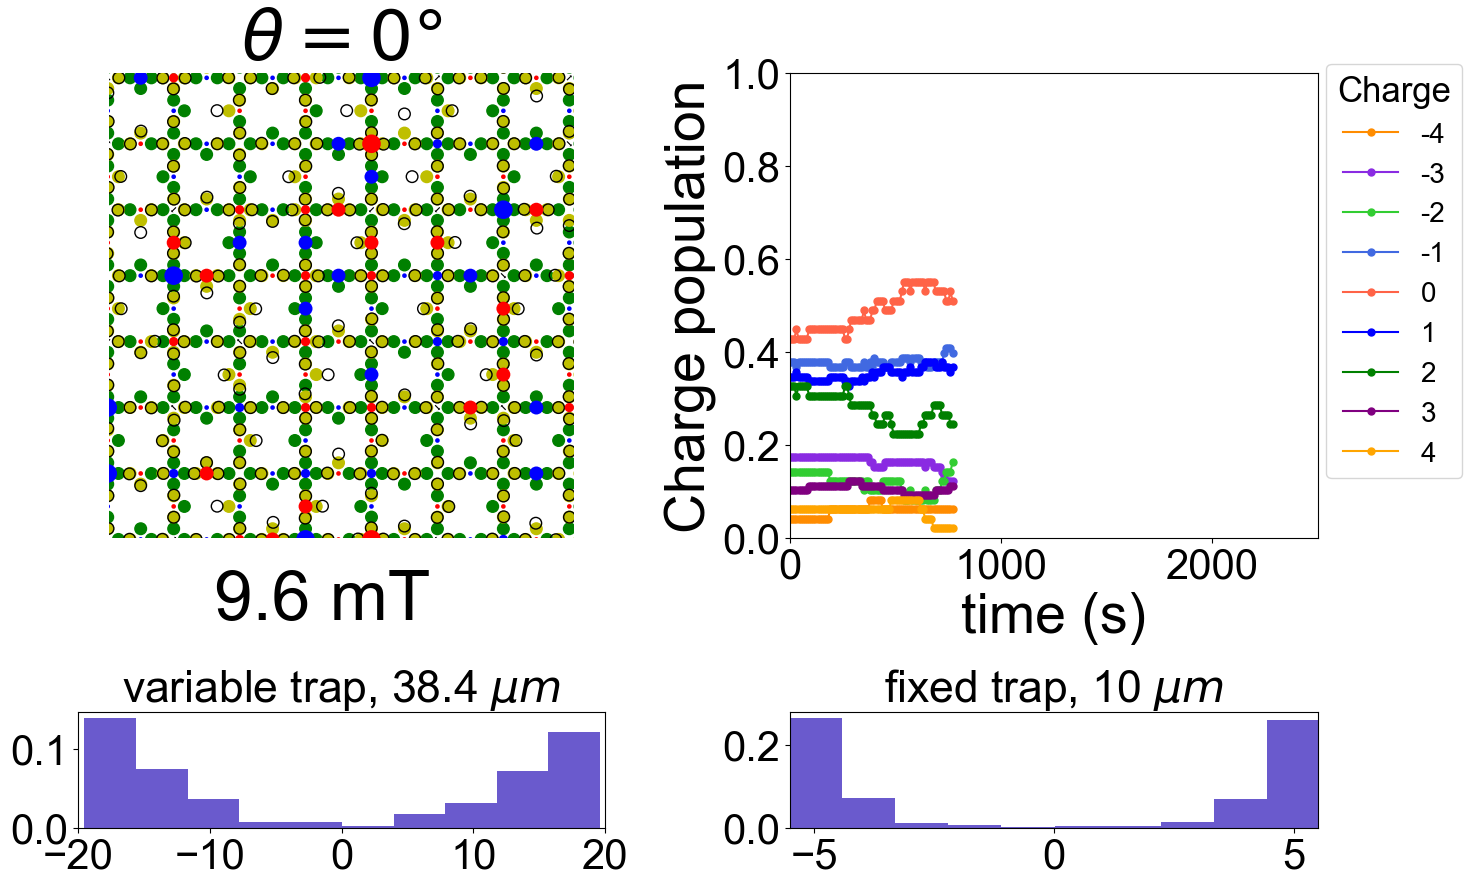 θ = 0°
9.6 mT
Charge population
1.0
0.8
0.6
0.4
0.2
0.0
0 1000 2000
time (s)
Charge
-4
-3
-2
-1
0
1
2
3
4
variable trap, 38.4 μm
0.1
0.0
−20 −10 0 10 20
fixed trap, 10 μm
0.2
0.0
−5 0 5